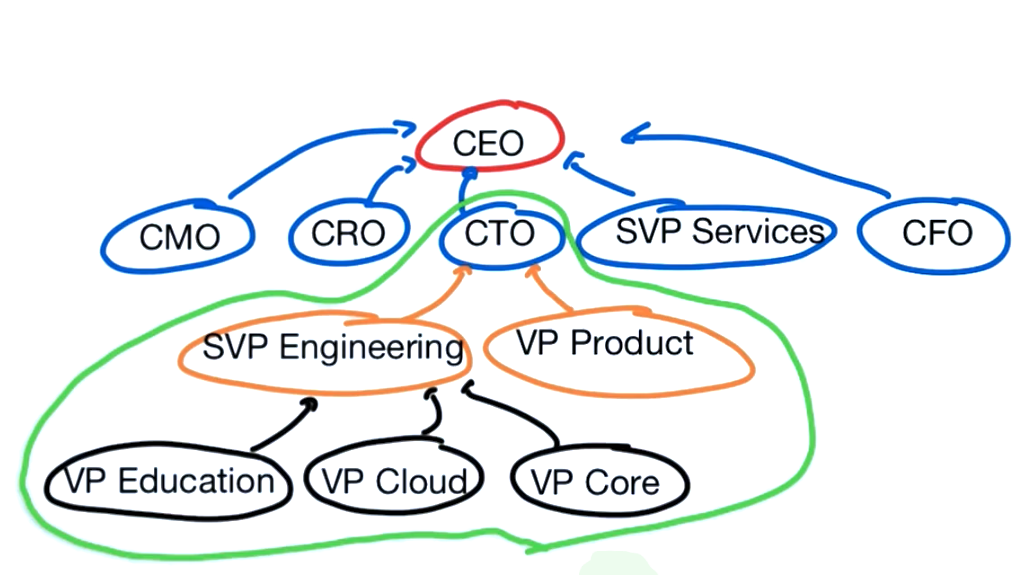 CEO
CMO
CRO
CTO
SVP Services
CFO
SVP Engineering
VP Product
VP Education
VP Cloud
VP Core